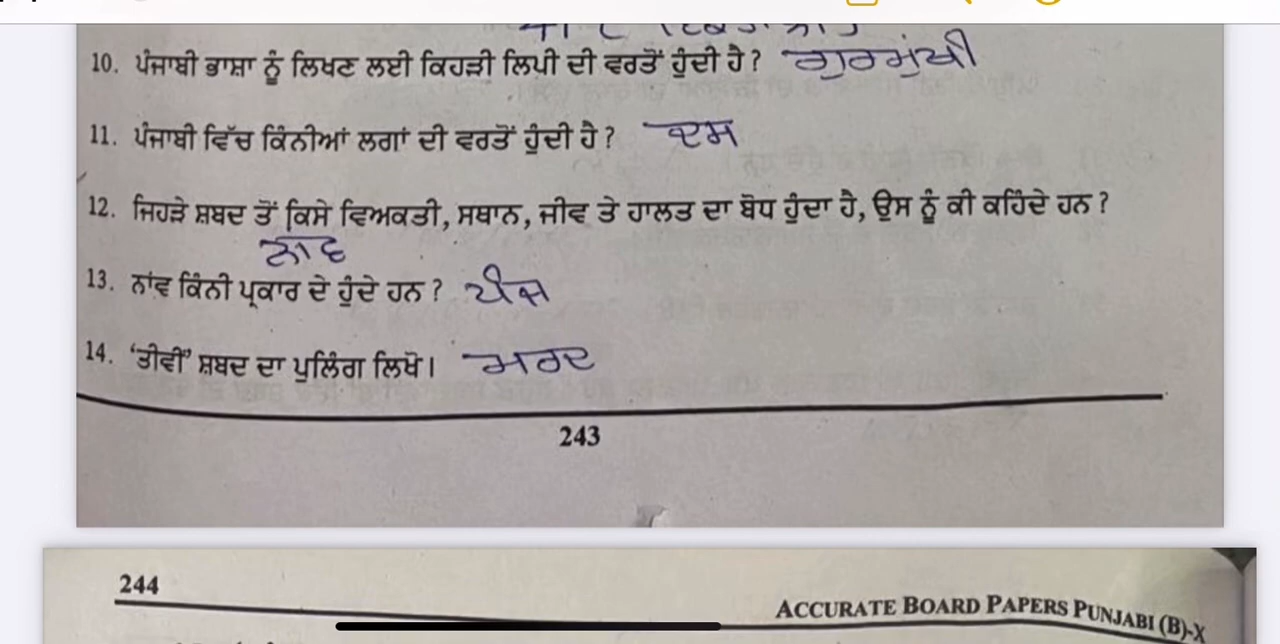 10. ਪੰਜਾਬੀ ਭਾਸ਼ਾ ਨੂੰ ਲਿਖਣ ਲਈ ਕਿਹੜੀ ਲਿਪੀ ਦੀ ਵਰਤੋਂ ਹੁੰਦੀ ਹੈ? ਗੁਰਮੁੱਖੀ
11. ਪੰਜਾਬੀ ਵਿੱਚ ਕਿੰਨੀਆਂ ਲਗਾਂ ਦੀ ਵਰਤੋਂ ਹੁੰਦੀ ਹੈ? ਦਸ
12. ਜਿਹੜੇ ਸ਼ਬਦ ਤੋਂ ਕਿਸੇ ਵਿਅਕਤੀ, ਸਥਾਨ, ਜੀਵ ਤੇ ਹਾਲਤ ਦਾ ਬੋਧ ਹੁੰਦਾ ਹੈ, ਉਸ ਨੂੰ ਕੀ ਕਹਿੰਦੇ ਹਨ?
ਨਾਂਵ
13. ਨਾਂਵ ਕਿੰਨੀ ਪ੍ਰਕਾਰ ਦੇ ਹੁੰਦੇ ਹਨ? ਪੰਜ
14. 'ਤੀਵੀਂ' ਸ਼ਬਦ ਦਾ ਪੁਲਿੰਗ ਲਿਖੋ। ਮਰਦ
243
244
ACCURATE BOARD PAPERS PUNJABI (B)-X